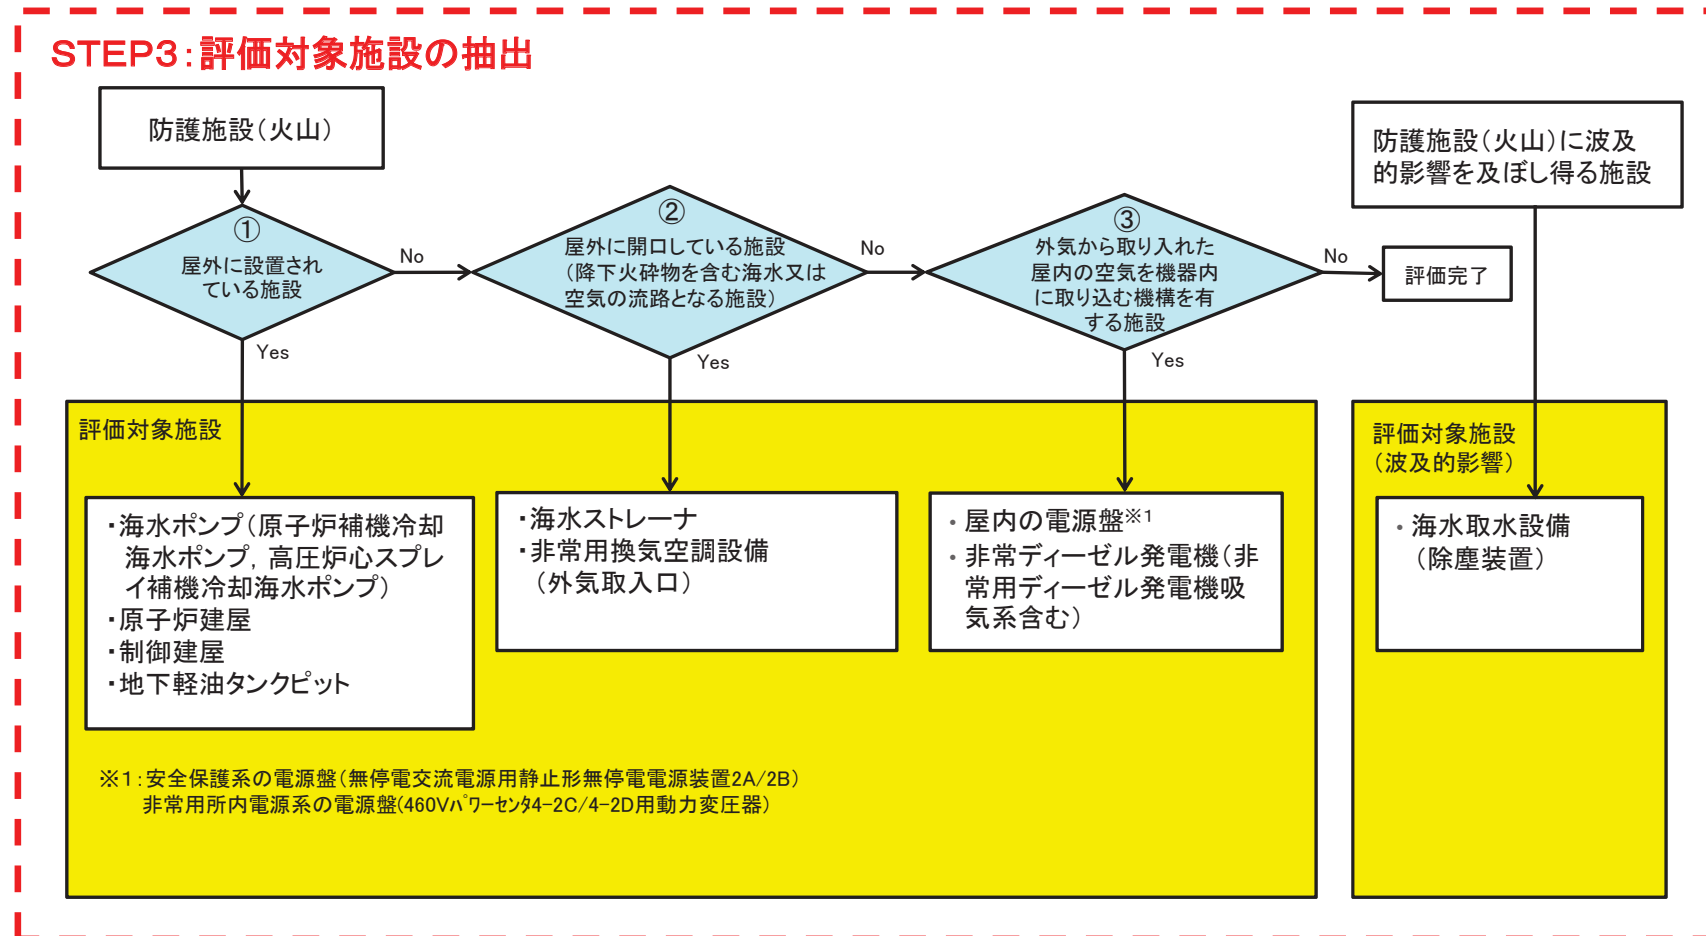 STEP3：評価対象施設の抽出
防護施設（火山）
防護施設（火山）に波及
的影響を及ぼし得る施設
①
屋外に設置され
ている施設
No
Yes
②
屋外に開口している施設
（降下火砕物を含む海水又は
空気の流路となる施設）
No
Yes
③
外気から取り入れた
屋内の空気を機器内
に取り込む機構を有
する施設
No
Yes
評価完了
評価対象施設
・海水ポンプ（原子炉補機冷却
海水ポンプ，高圧炉心スプレ
イ補機冷却海水ポンプ）
・原子炉建屋
・制御建屋
・地下軽油タンクピット
・海水ストレーナ
・非常用換気空調設備
（外気取入口）
・屋内の電源盤※1
・非常ディーゼル発電機（非
常用ディーゼル発電機吸
気系含む）
※1：安全保護系の電源盤（無停電交流電源用静止形無停電電源装置2A/2B）
非常用所内電源系の電源盤（460Vﾊﾟﾜｰｾﾝﾀ4-2C/4-2D用動力変圧器）
評価対象施設
（波及的影響）
・海水取水設備
（除塵装置）